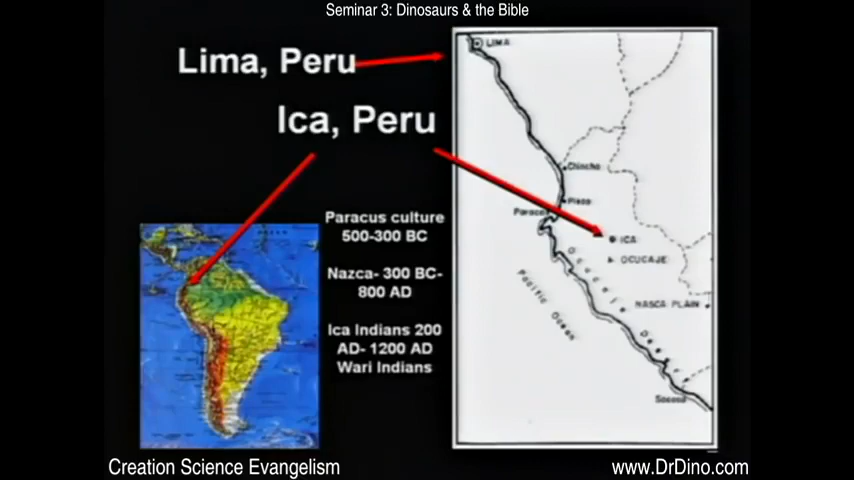 Seminar 3: Dinosaurs & the Bible
Lima, Peru
Ica, Peru
Paracus culture
500-300 BC
Nazca- 300 BC-
800 AD
Ica Indians 200
AD- 1200 AD
Wari Indians
LIMA
Chincha
Pisco
Paracas
ICA
OCUCAJE
NASCA PLAIN
Pacific Ocean
Creation Science Evangelism
www.DrDino.com